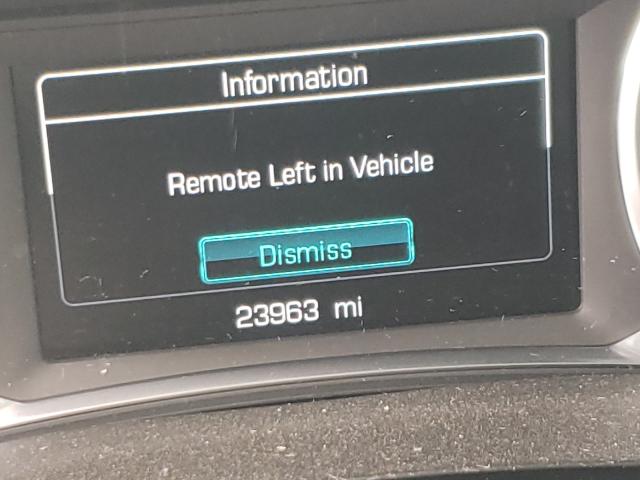 Information
Remote Left in Vehicle
Dismiss
23963 mi